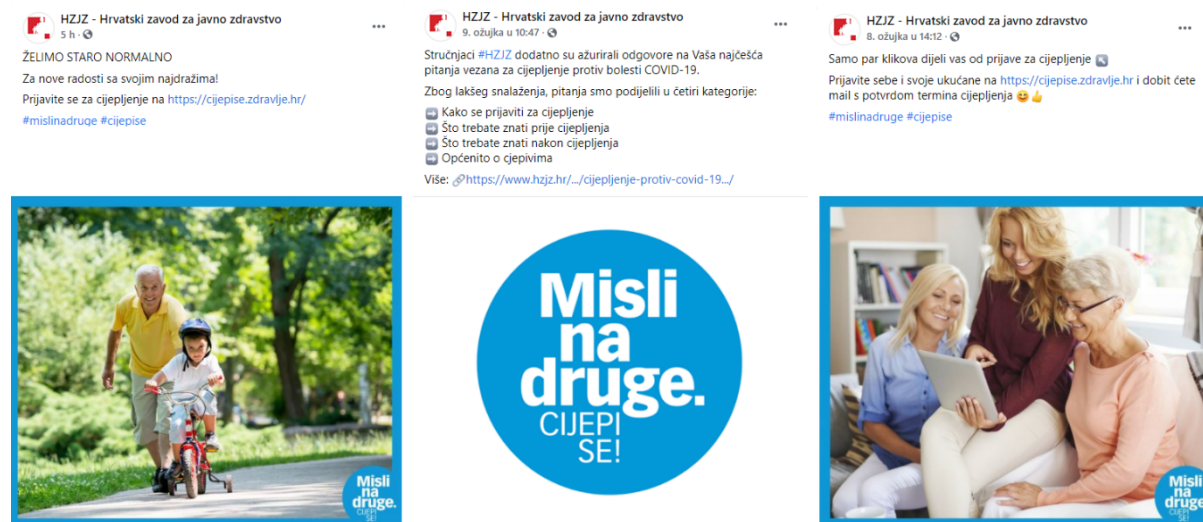 HZJZ - Hrvatski zavod za javno zdravstvo
5 h ·
ŽELIMO STARO NORMALNO
Za nove radosti sa svojim najdražima!
Prijavite se za cijepljenje na https://cijepise.zdravlje.hr/
#mislinadruge #cijepise
Misli
na
druge.
CIJEPI
SE!
HZJZ - Hrvatski zavod za javno zdravstvo
9. ožujka u 10:47 ·
Stručnjaci #HZJZ dodatno su ažurirali odgovore na Vaša najčešća
pitanja vezana za cijepljenje protiv bolesti COVID-19.
Zbog lakšeg snalaženja, pitanja smo podijelili u četiri kategorije:
➡️ Kako se prijaviti za cijepljenje
➡️ Što trebate znati prije cijepljenja
➡️ Što trebate znati nakon cijepljenja
➡️ Općenito o cjepivima
Više: 🔗https://www.hzjz.hr/.../cijepljenje-protiv-covid-19.../
Misli
na
druge.
CIJEPI
SE!
HZJZ - Hrvatski zavod za javno zdravstvo
8. ožujka u 14:12 ·
Samo par klikova dijeli vas od prijave za cijepljenje ↖️
Prijavite sebe i svoje ukućane na https://cijepise.zdravlje.hr i dobit ćete
mail s potvrdom termina cijepljenja 😊👍
#mislinadruge #cijepise
Misli
na
druge.
CIJEPI
SE!